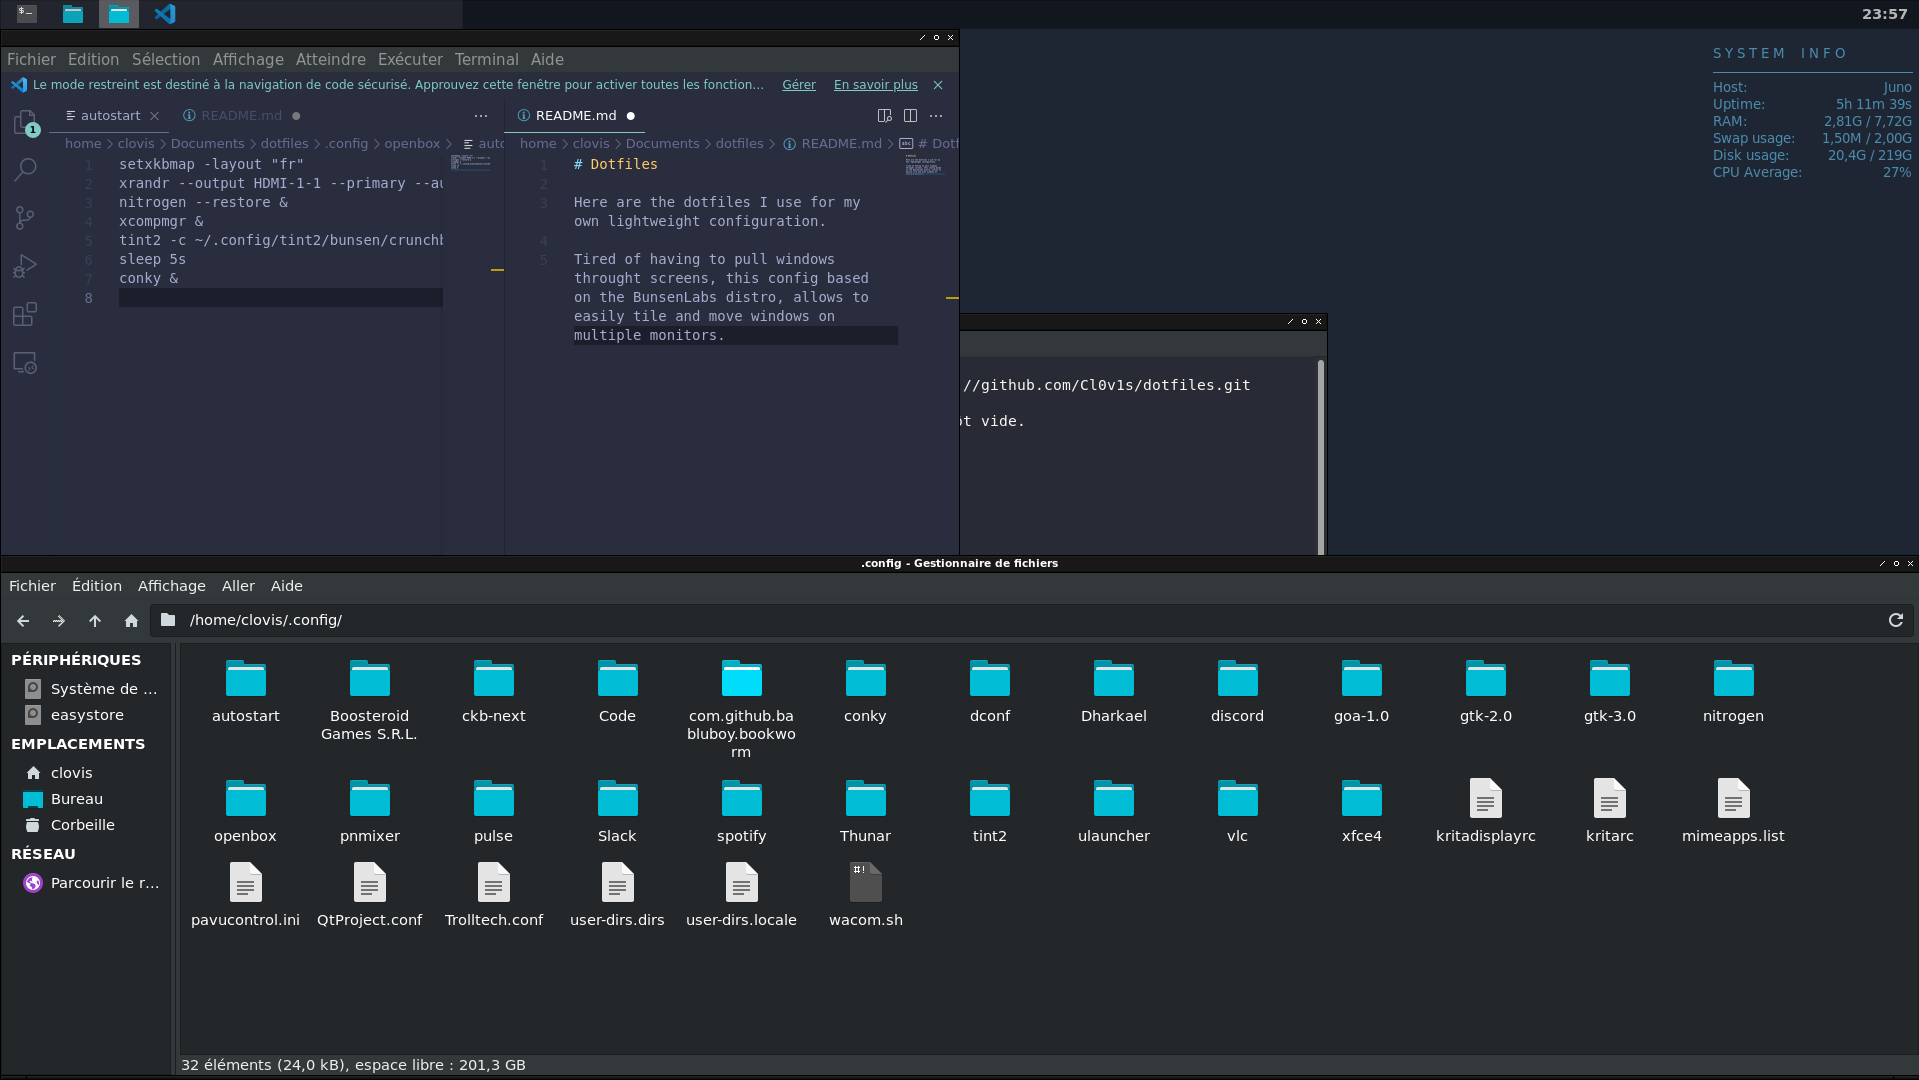 23:57
SYSTEM INFO
Host: Juno
Uptime: 5h 11m 39s
RAM: 2,81G / 7,72G
Swap usage: 1,50M / 2,00G
Disk usage: 20,4G / 219G
CPU Average: 27%
Fichier Edition Sélection Affichage Atteindre Exécuter Terminal Aide
Le mode restreint est destiné à la navigation de code sécurisé. Approuvez cette fenêtre pour activer toutes les fonction... Gérer En savoir plus
1
autostart README.md
home > clovis > Documents > dotfiles > .config > openbox > auto
1 setxkbmap -layout "fr"
2 xrandr --output HDMI-1-1 --primary --au
3 nitrogen --restore &
4 xcompmgr &
5 tint2 -c ~/.config/tint2/bunsen/crunchb
6 sleep 5s
7 conky &
8
README.md
home > clovis > Documents > dotfiles > README.md > # Dotf
1 # Dotfiles
2
3 Here are the dotfiles I use for my
own lightweight configuration.
4
5 Tired of having to pull windows
throught screens, this config based
on the BunsenLabs distro, allows to
easily tile and move windows on
multiple monitors.
//github.com/Cl0v1s/dotfiles.git
ôt vide.
.config - Gestionnaire de fichiers
Fichier Édition Affichage Aller Aide
/home/clovis/.config/
PÉRIPHÉRIQUES
Système de ...
easystore
EMPLACEMENTS
clovis
Bureau
Corbeille
RÉSEAU
Parcourir le r...
autostart
Boosteroid
Games S.R.L.
ckb-next
Code
com.github.ba
bluboy.bookwo
rm
conky
dconf
Dharkael
discord
goa-1.0
gtk-2.0
gtk-3.0
nitrogen
openbox
pnmixer
pulse
Slack
spotify
Thunar
tint2
ulauncher
vlc
xfce4
kritadisplayrc
kritarc
mimeapps.list
pavucontrol.ini
QtProject.conf
Trolltech.conf
user-dirs.dirs
user-dirs.locale
#!
wacom.sh
32 éléments (24,0 kB), espace libre : 201,3 GB